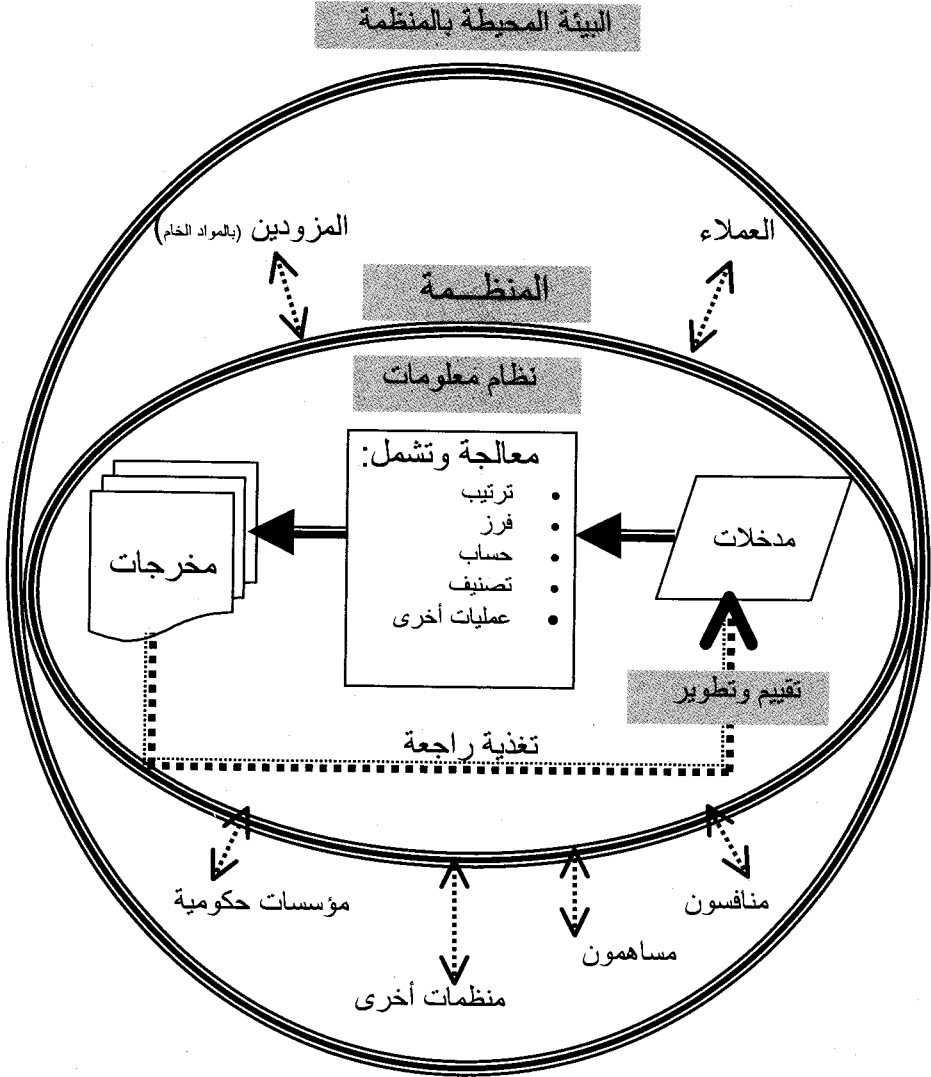 البيئة المحيطة بالمنظمة
العملاء
المزودين (بالمواد الخام)
المنظـــمة
نظام معلومات
مدخلات
معالجة وتشمل:
• ترتيب
• فرز
• حساب
• تصنيف
• عمليات أخرى
مخرجات
تقييم وتطوير
تغذية راجعة
منافسون
مساهمون
منظمات أخرى
مؤسسات حكومية